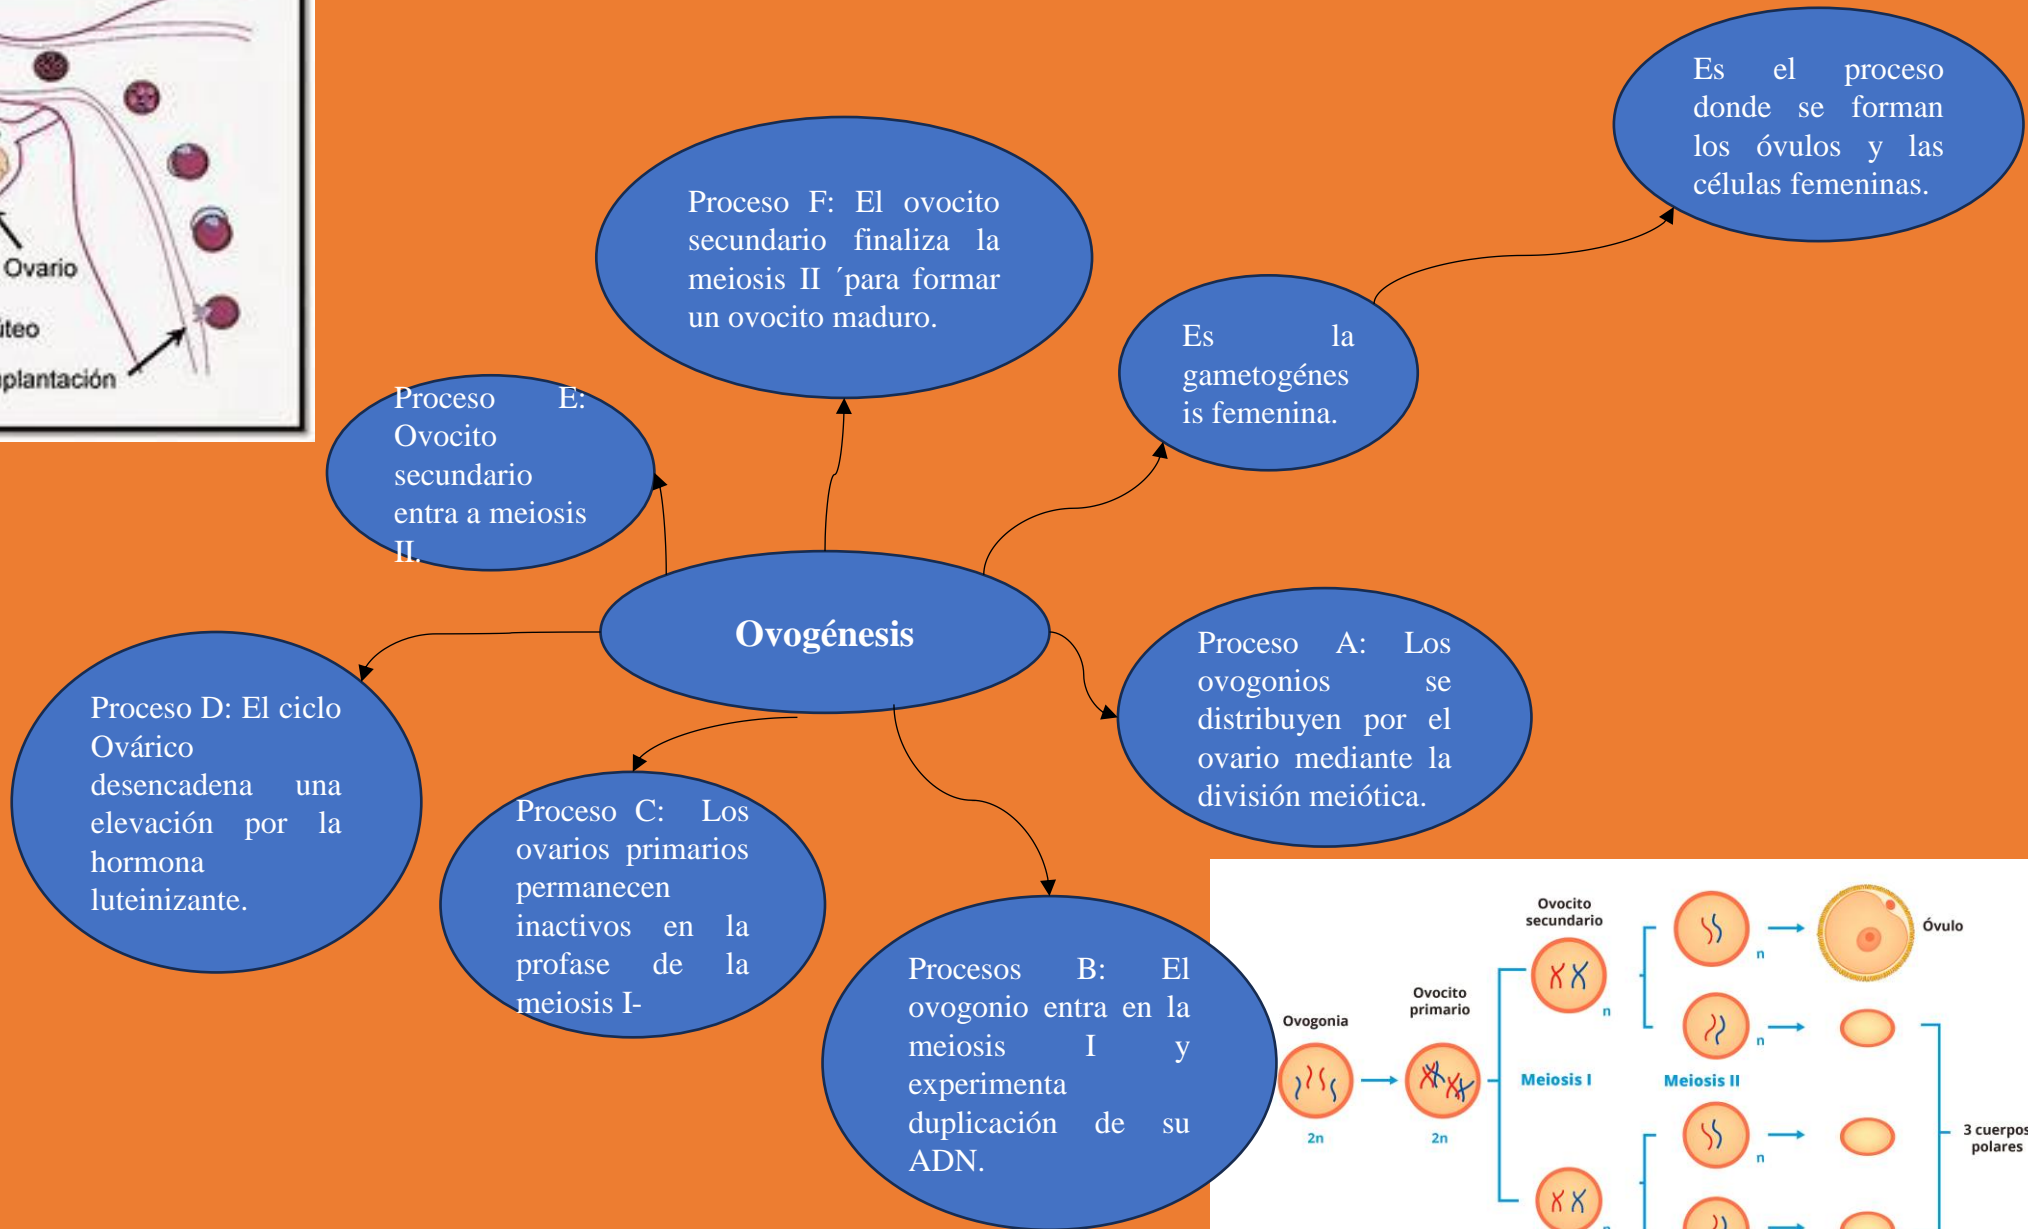 Ovario
úteo
plantación
Es el proceso
donde se forman
los óvulos y las
células femeninas.
Proceso F: El ovocito
secundario finaliza la
meiosis II ´para formar
un ovocito maduro.
Es la
gametogénes
is femenina.
Proceso E:
Ovocito
secundario
entra a meiosis
II.
Ovogénesis
Proceso A: Los
ovogonios se
distribuyen por el
ovario mediante la
división meiótica.
Proceso D: El ciclo
Ovárico
desencadena una
elevación por la
hormona
luteinizante.
Proceso C: Los
ovarios primarios
permanecen
inactivos en la
profase de la
meiosis I-
Procesos B: El
ovogonio entra en la
meiosis I y
experimenta
duplicación de su
ADN.
Ovocito
secundario
Óvulo
n
n
Ovocito
primario
Ovogonia
n
Meiosis I
Meiosis II
2n
2n
3 cuerpos
polares
n
n